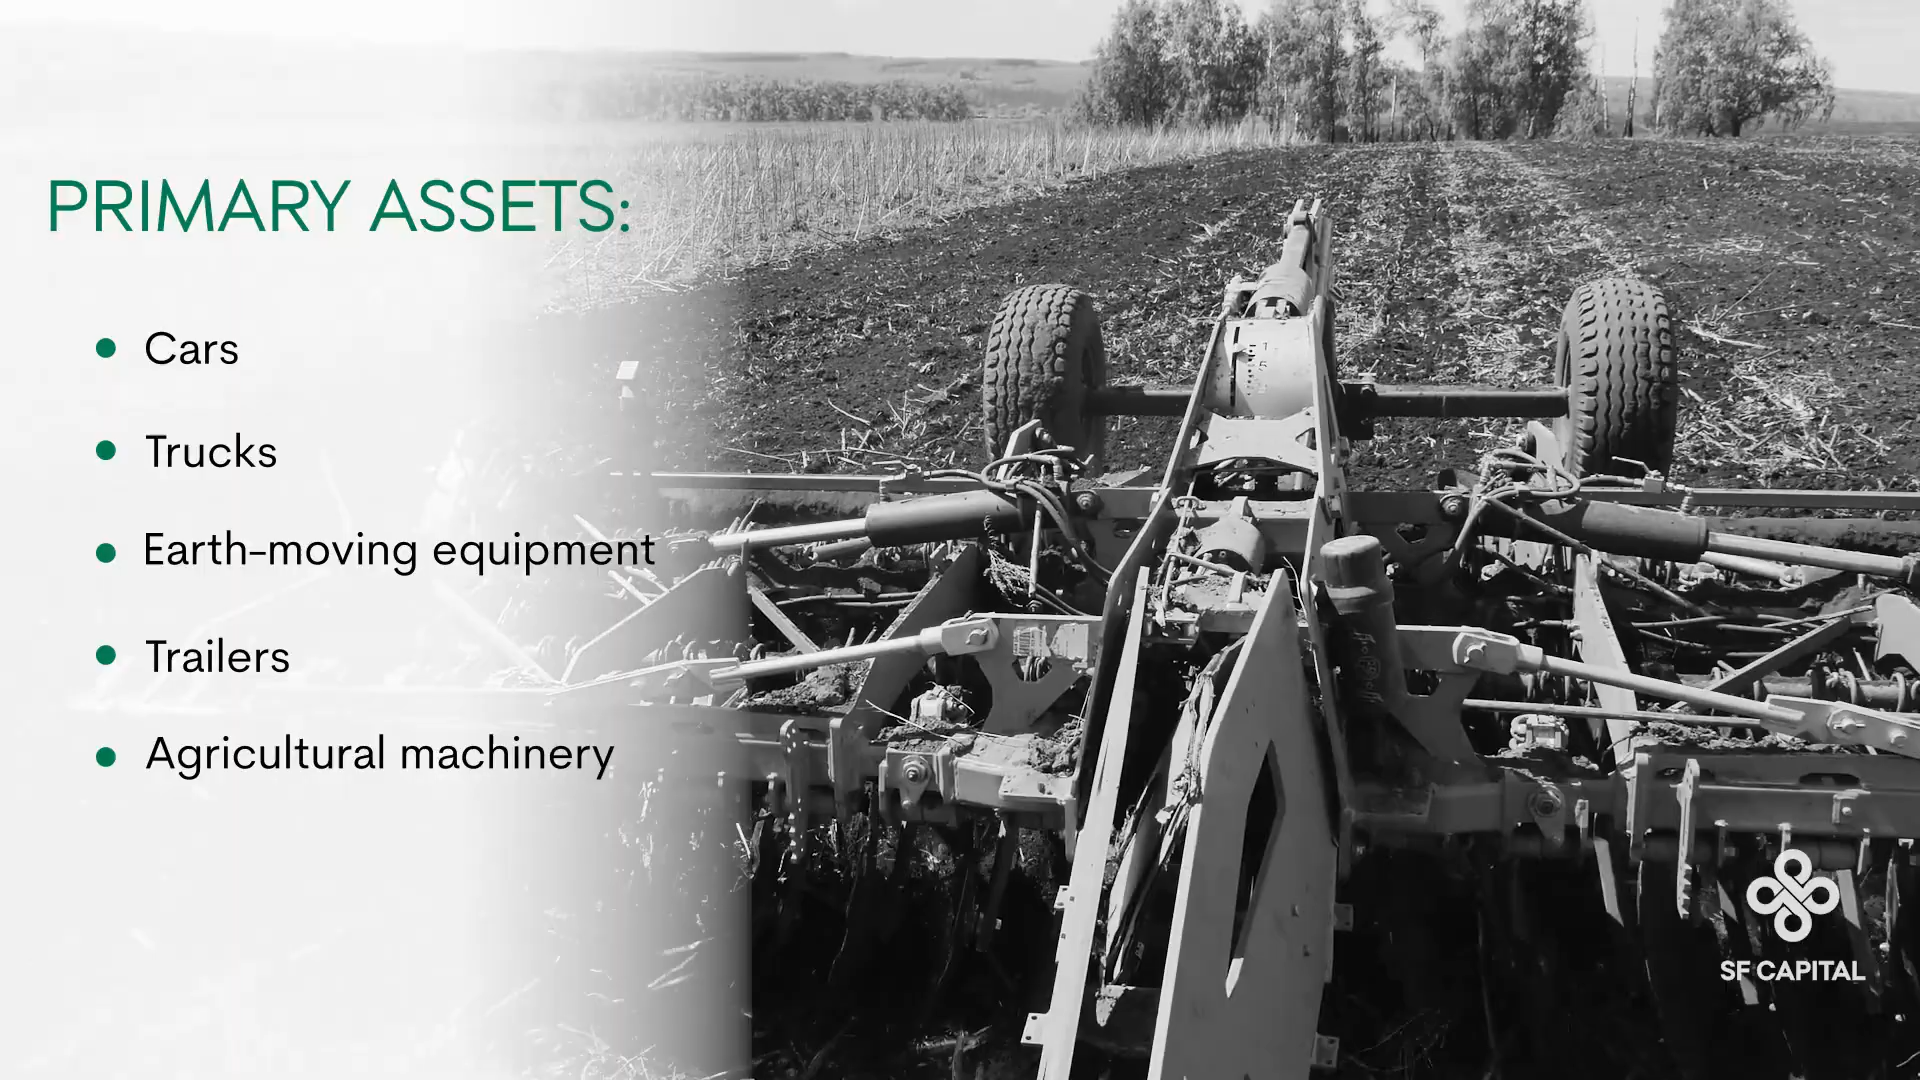 PRIMARY ASSETS:
Cars
Trucks
Earth-moving equipment
Trailers
Agricultural machinery
SF CAPITAL